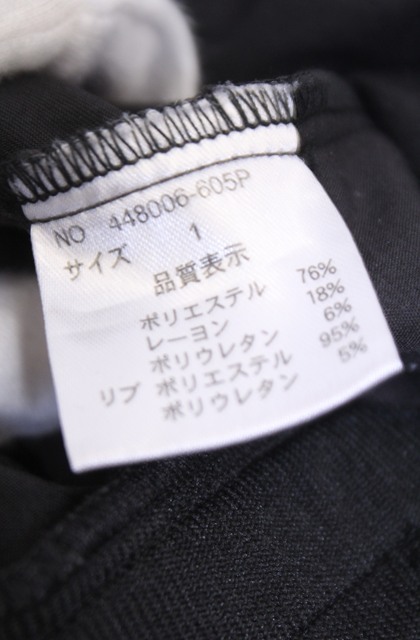 NO 448006-605P
サイズ 1
品質表示
ポリエステル 76%
レーヨン 18%
ポリウレタン 6%
リブ ポリエステル 95%
ポリウレタン 5%